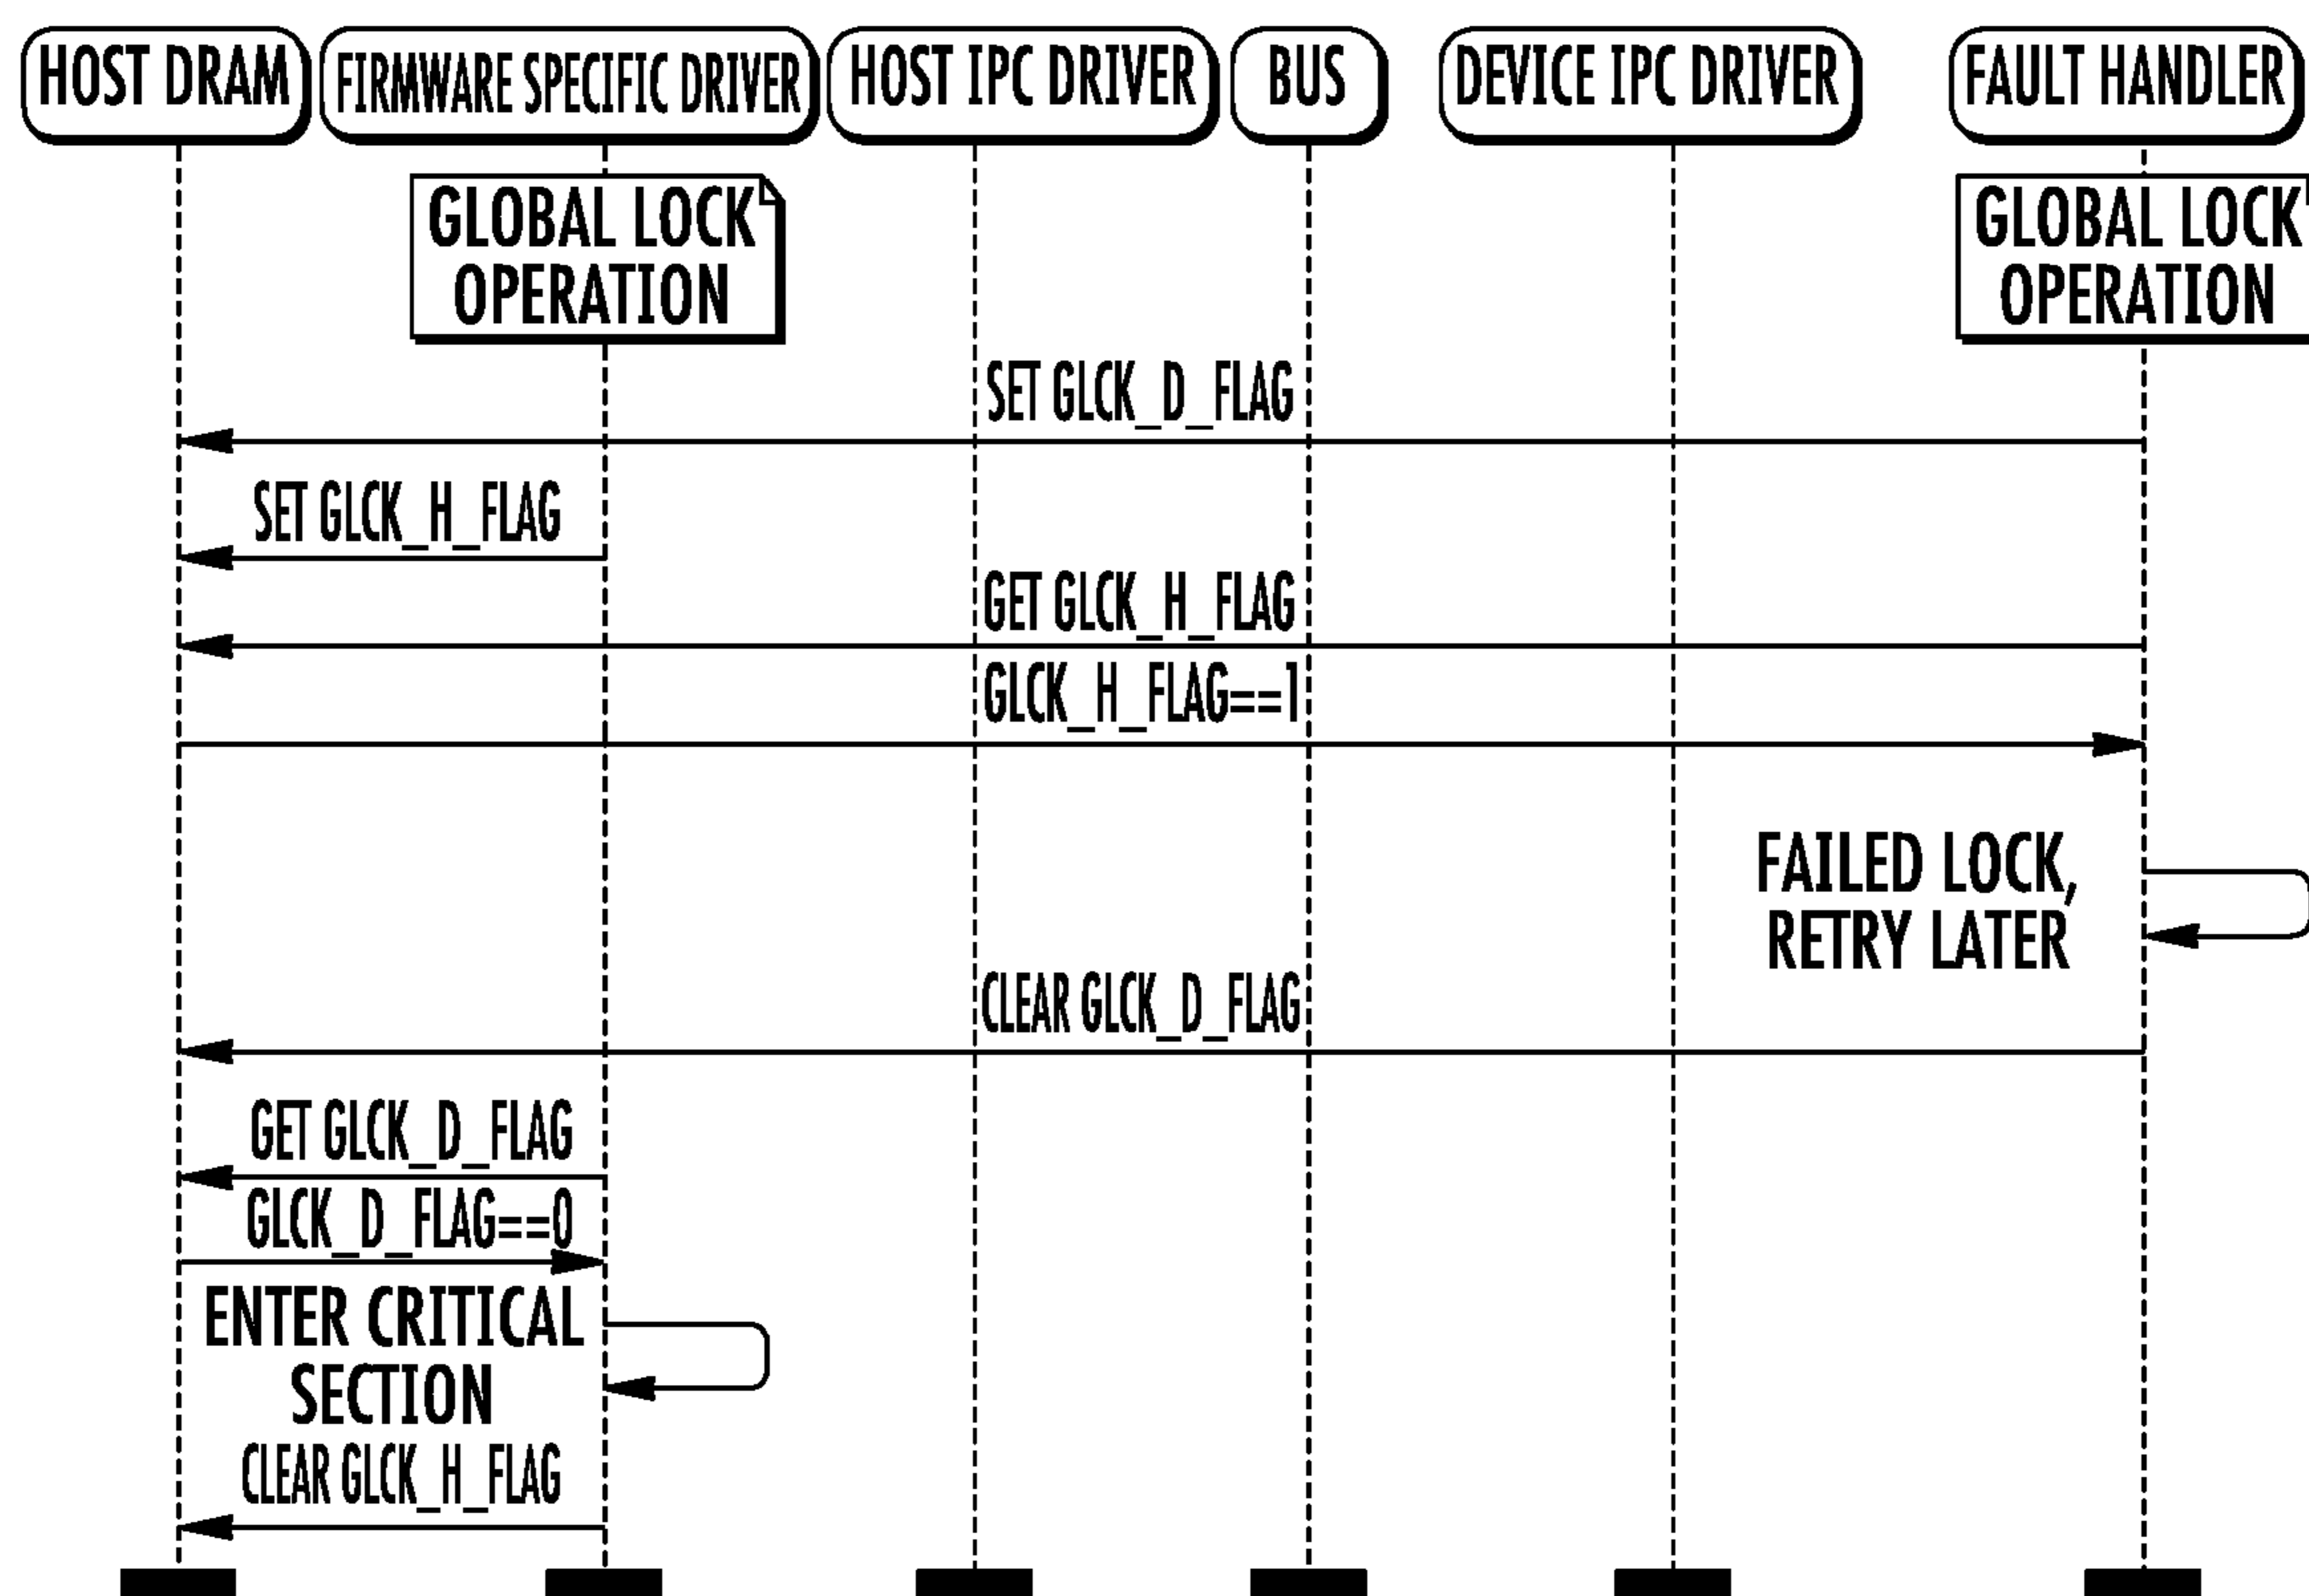 HOST DRAM
FIRMWARE SPECIFIC DRIVER
HOST IPC DRIVER
BUS
DEVICE IPC DRIVER
FAULT HANDLER
GLOBAL LOCK
OPERATION
GLOBAL LOCK
OPERATION
SET GLCK_D_FLAG
SET GLCK_H_FLAG
GET GLCK_H_FLAG
GLCK_H_FLAG==1
FAILED LOCK,
RETRY LATER
CLEAR GLCK_D_FLAG
GET GLCK_D_FLAG
GLCK_D_FLAG==0
ENTER CRITICAL
SECTION
CLEAR GLCK_H_FLAG